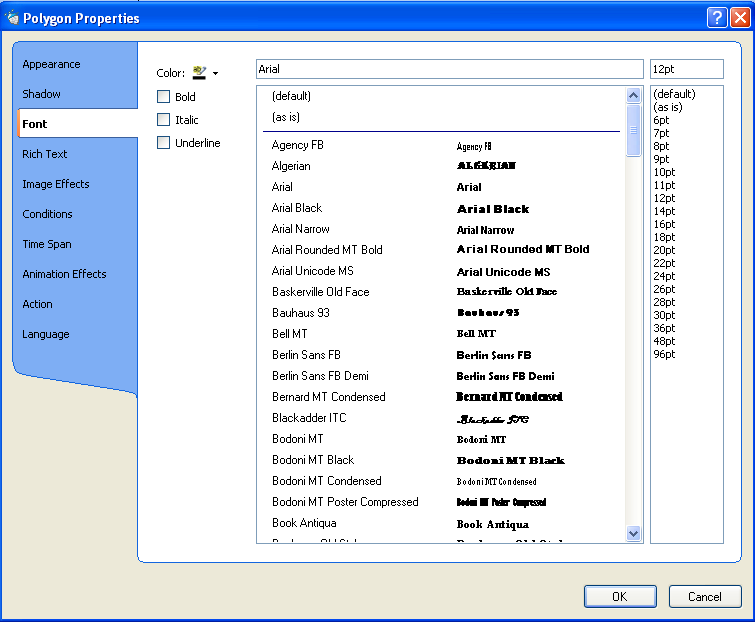 Polygon Properties
Appearance
Shadow
Font
Rich Text
Image Effects
Conditions
Time Span
Animation Effects
Action
Language
Color:
Bold
Italic
Underline
Arial
12pt
(default)
(as is)
Agency FB Agency FB
Algerian ALGERIAN
Arial Arial
Arial Black Arial Black
Arial Narrow Arial Narrow
Arial Rounded MT Bold Arial Rounded MT Bold
Arial Unicode MS Arial Unicode MS
Baskerville Old Face Baskerville Old Face
Bauhaus 93 Bauhaus 93
Bell MT Bell MT
Berlin Sans FB Berlin Sans FB
Berlin Sans FB Demi Berlin Sans FB Demi
Bernard MT Condensed Bernard MT Condensed
Blackadder ITC Blackadder ITC
Bodoni MT Bodoni MT
Bodoni MT Black Bodoni MT Black
Bodoni MT Condensed Bodoni MT Condensed
Bodoni MT Poster Compressed Bodoni MT Poster Compressed
Book Antiqua Book Antiqua
(default)
(as is)
6pt
7pt
8pt
9pt
10pt
11pt
12pt
14pt
16pt
18pt
20pt
22pt
24pt
26pt
28pt
30pt
36pt
48pt
96pt
OK
Cancel